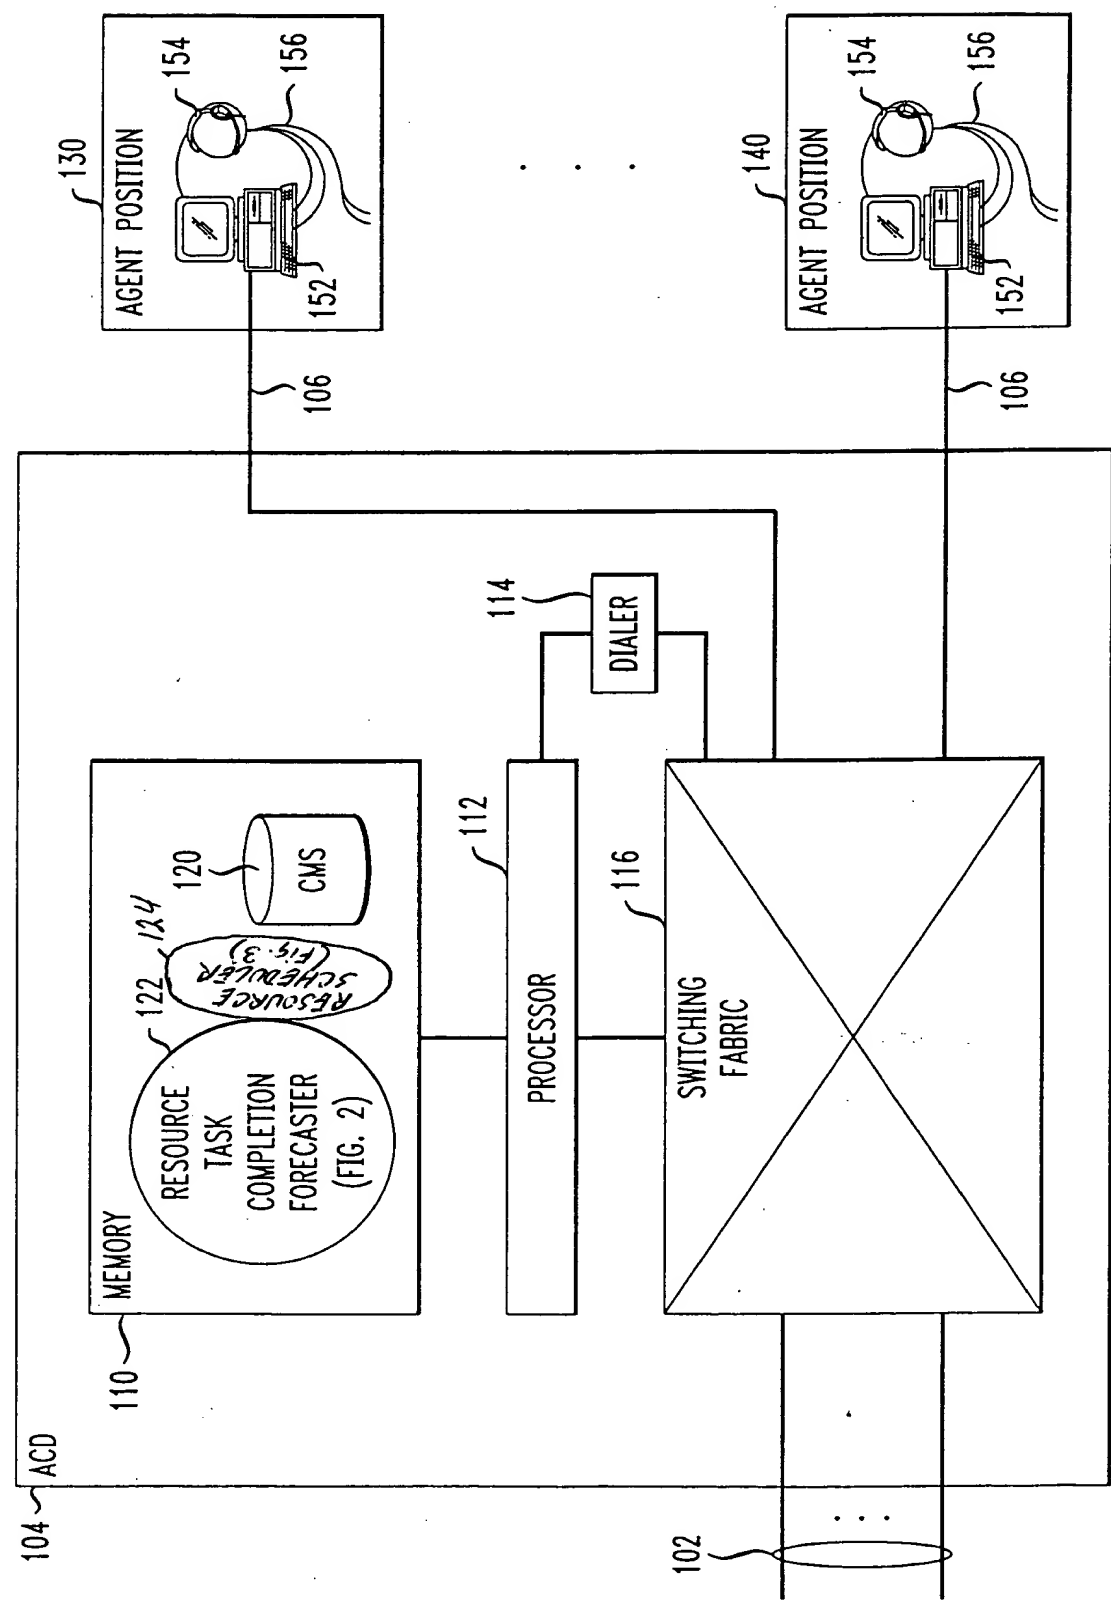 104
ACD
110
MEMORY
RESOURCE
TASK
COMPLETION
FORECASTER
(FIG. 2)
122
124
RESOURCE
SCHEDULER
(Fig. 3)
120
CMS
112
PROCESSOR
114
DIALER
116
SWITCHING
FABRIC
102
106
106
130
AGENT POSITION
152
154
156
140
AGENT POSITION
152
154
156